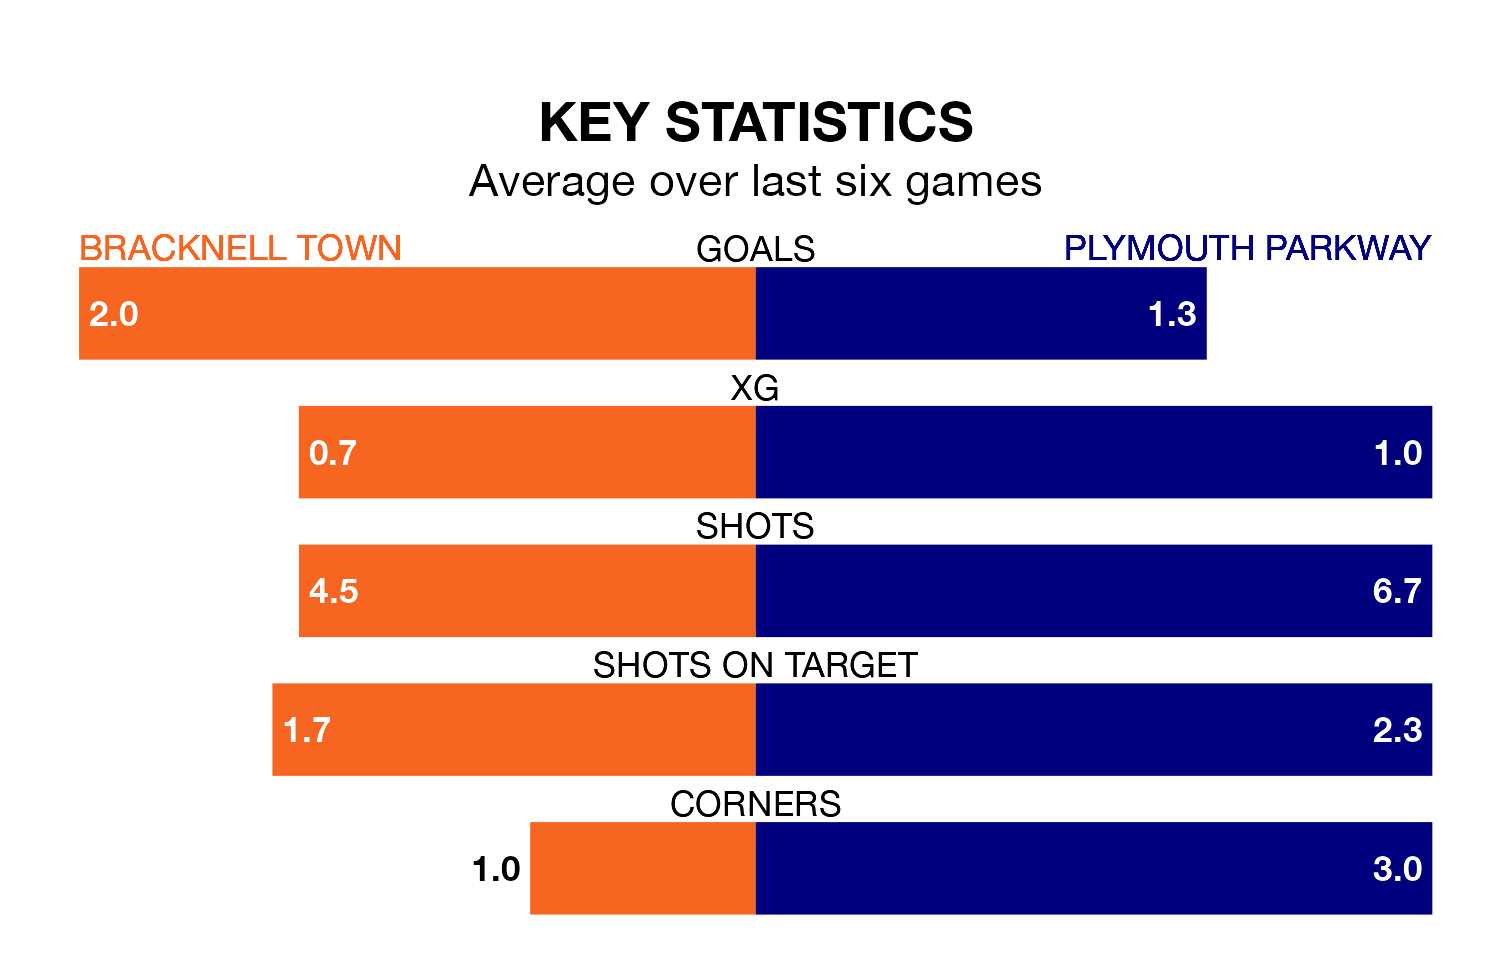 KEY STATISTICS
Average over last six games
BRACKNELL TOWN GOALS PLYMOUTH PARKWAY
2.0 1.3
XG
0.7 1.0
SHOTS
4.5 6.7
SHOTS ON TARGET
1.7 2.3
CORNERS
1.0 3.0